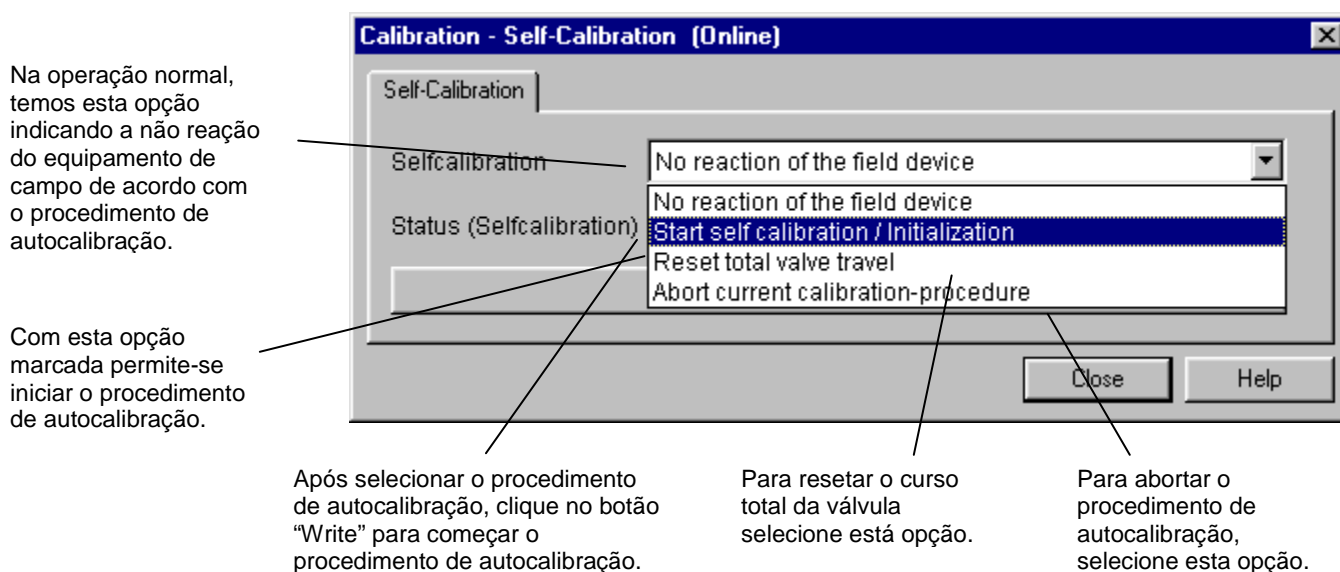 Calibration - Self-Calibration (Online)
Na operação normal,
temos esta opção
indicando a não reação
do equipamento de
campo de acordo com
o procedimento de
autocalibração.
Self-Calibration
Selfcalibration
No reaction of the field device
Status (Selfcalibration)
No reaction of the field device
Start self calibration / Initialization
Reset total valve travel
Abort current calibration-procedure
Com esta opção
marcada permite-se
iniciar o procedimento
de autocalibração.
Close
Help
Após selecionar o procedimento
de autocalibração, clique no botão
“Write” para começar o
procedimento de autocalibração.
Para resetar o curso
total da válvula
selecione está opção.
Para abortar o
procedimento de
autocalibração,
selecione esta opção.